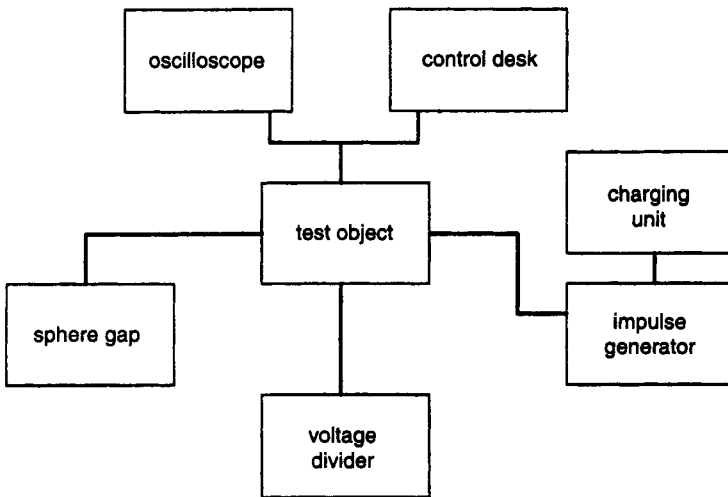 oscilloscope
control desk
test object
charging
unit
sphere gap
impulse
generator
voltage
divider